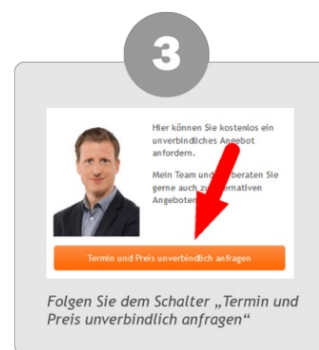 3
Hier können Sie kostenlos ein
unverbindliches Angebot
anfordern.
Mein Team und beraten Sie
gerne auch zu
Angeboten
Termin und Preis unverbindlich anfragen
Folgen Sie dem Schalter „Termin und
Preis unverbindlich anfragen“